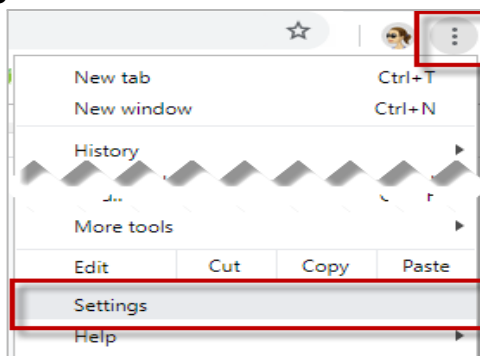 New tab Ctrl+T
New window Ctrl+N
History
More tools
Edit Cut Copy Paste
Settings
Help